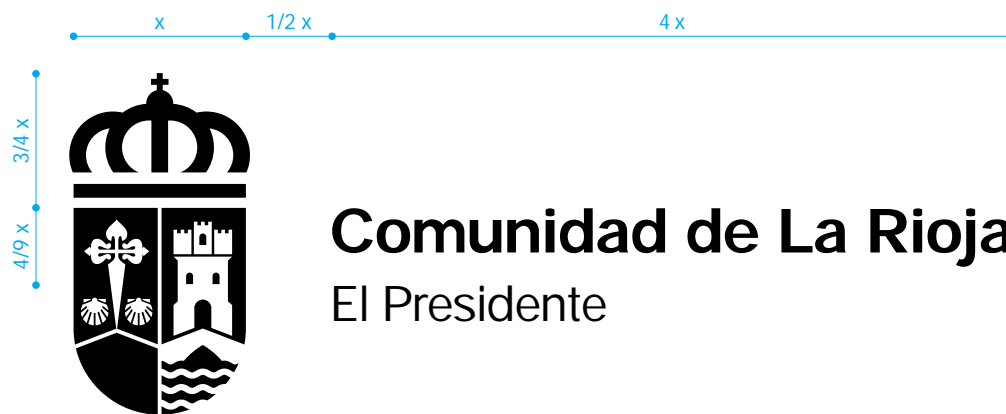 x 1/2 x 4 x
3/4 x
4/9 x
Comunidad de La Rioja
El Presidente